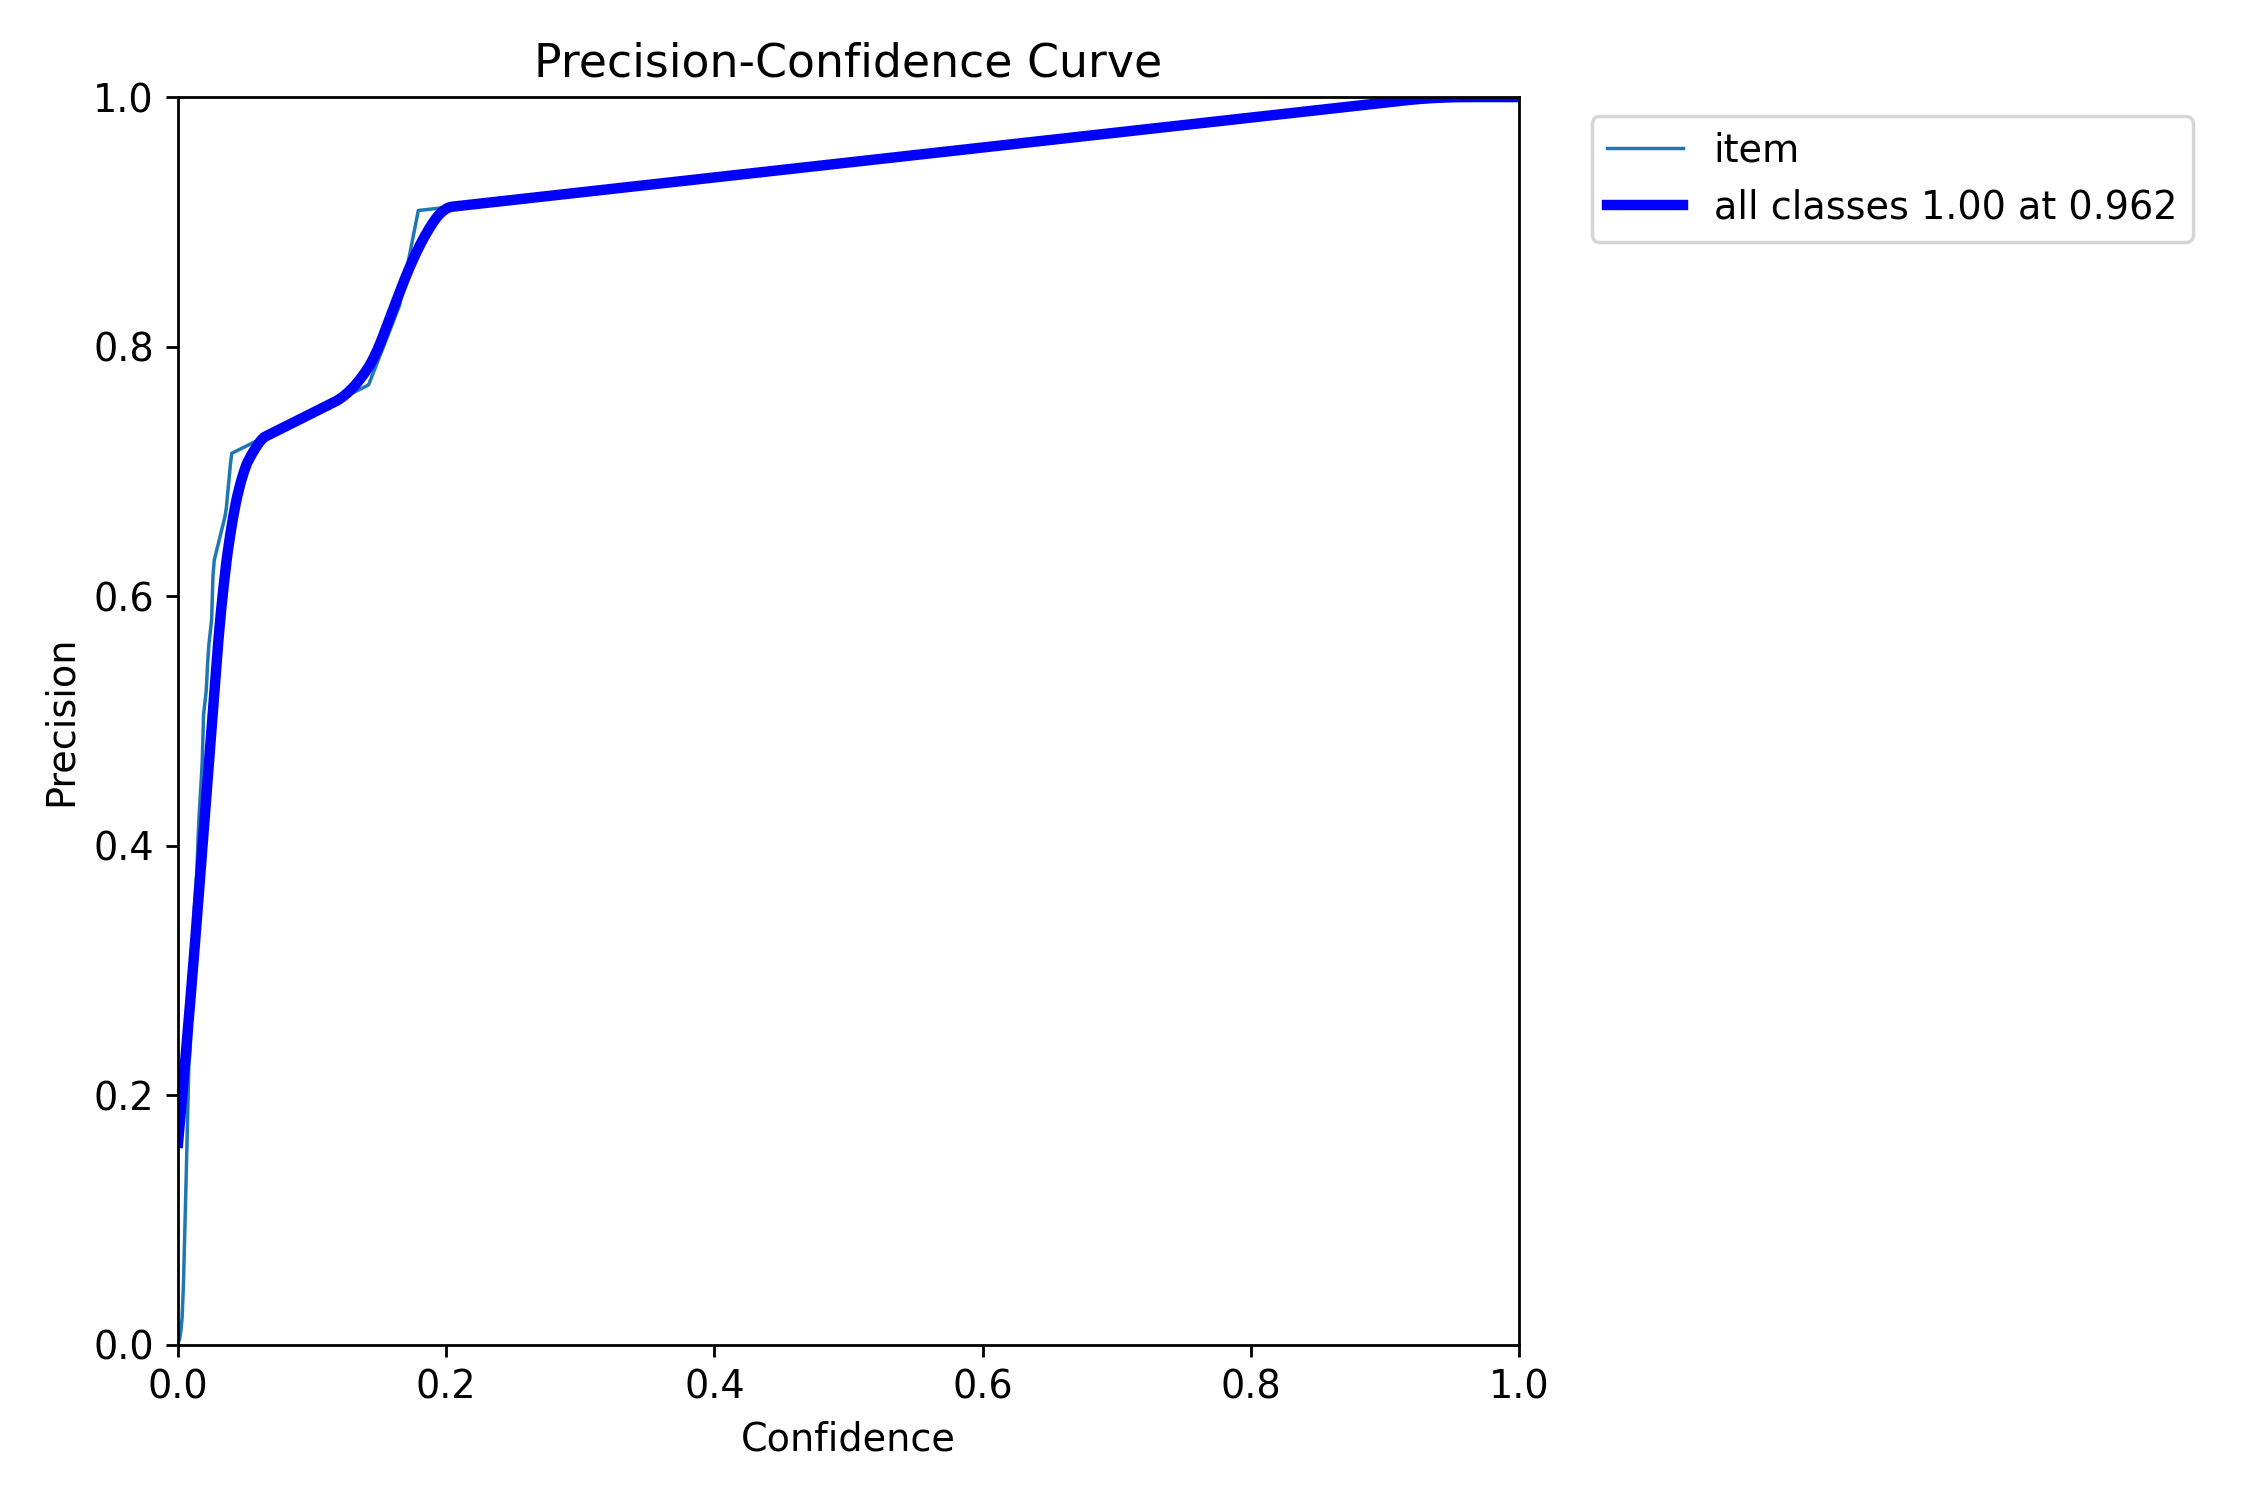 Precision-Confidence Curve
1.0
0.8
0.6
0.4
0.2
0.0
Precision
0.0 0.2 0.4 0.6 0.8 1.0
Confidence
item
all classes 1.00 at 0.962